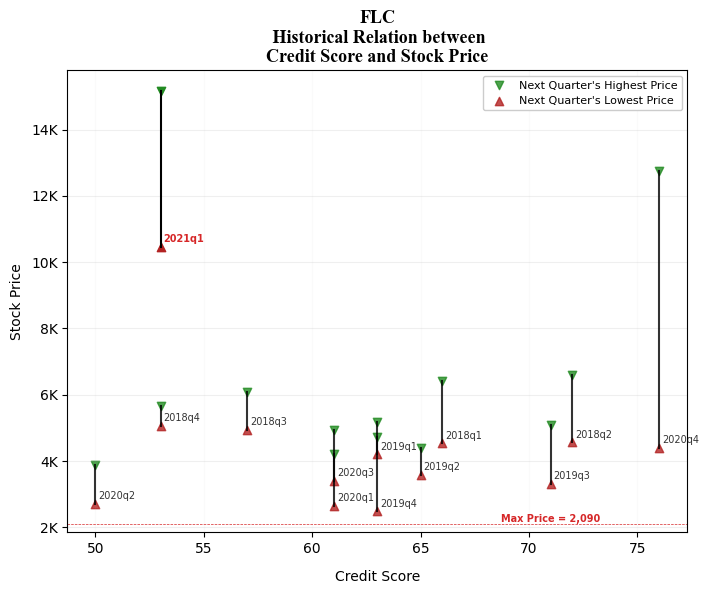 FLC
Historical Relation between
Credit Score and Stock Price
Next Quarter's Highest Price
Next Quarter's Lowest Price
14K
12K
10K
8K
6K
4K
2K
Stock Price
2021q1
2018q4
2018q3
2020q2
2020q3
2020q1
2019q1
2019q4
2019q2
2018q1
2019q3
2018q2
2020q4
Max Price = 2,090
50
55
60
65
70
75
Credit Score